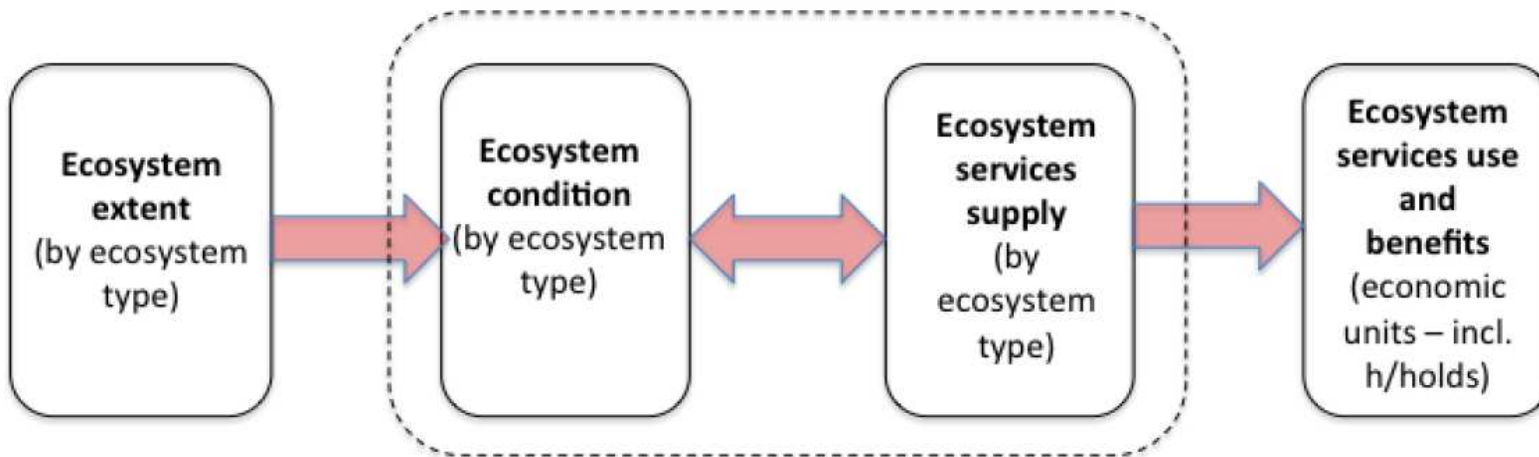 Ecosystem
extent
(by ecosystem
type)
Ecosystem
condition
(by ecosystem
type)
Ecosystem
services
supply
(by
ecosystem
type)
Ecosystem
services use
and
benefits
(economic
units – incl.
h/holds)